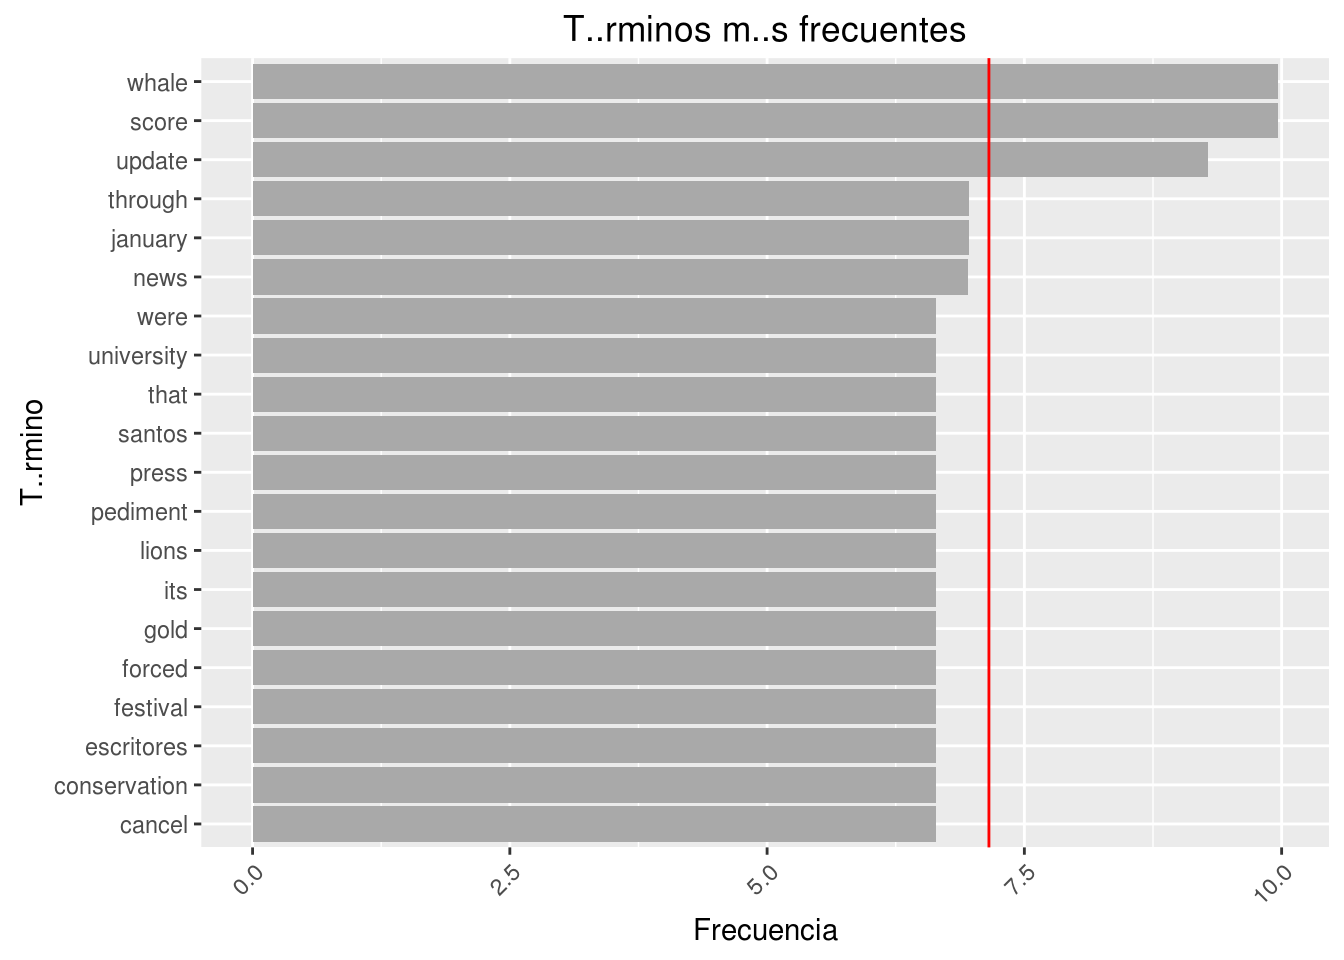 T..rminos m..s frecuentes
whale
score
update
through
january
news
were
university
that
santos
press
pediment
lions
its
gold
forced
festival
escritores
conservation
cancel
T..rmino
0.0
2.5
5.0
7.5
10.0
Frecuencia